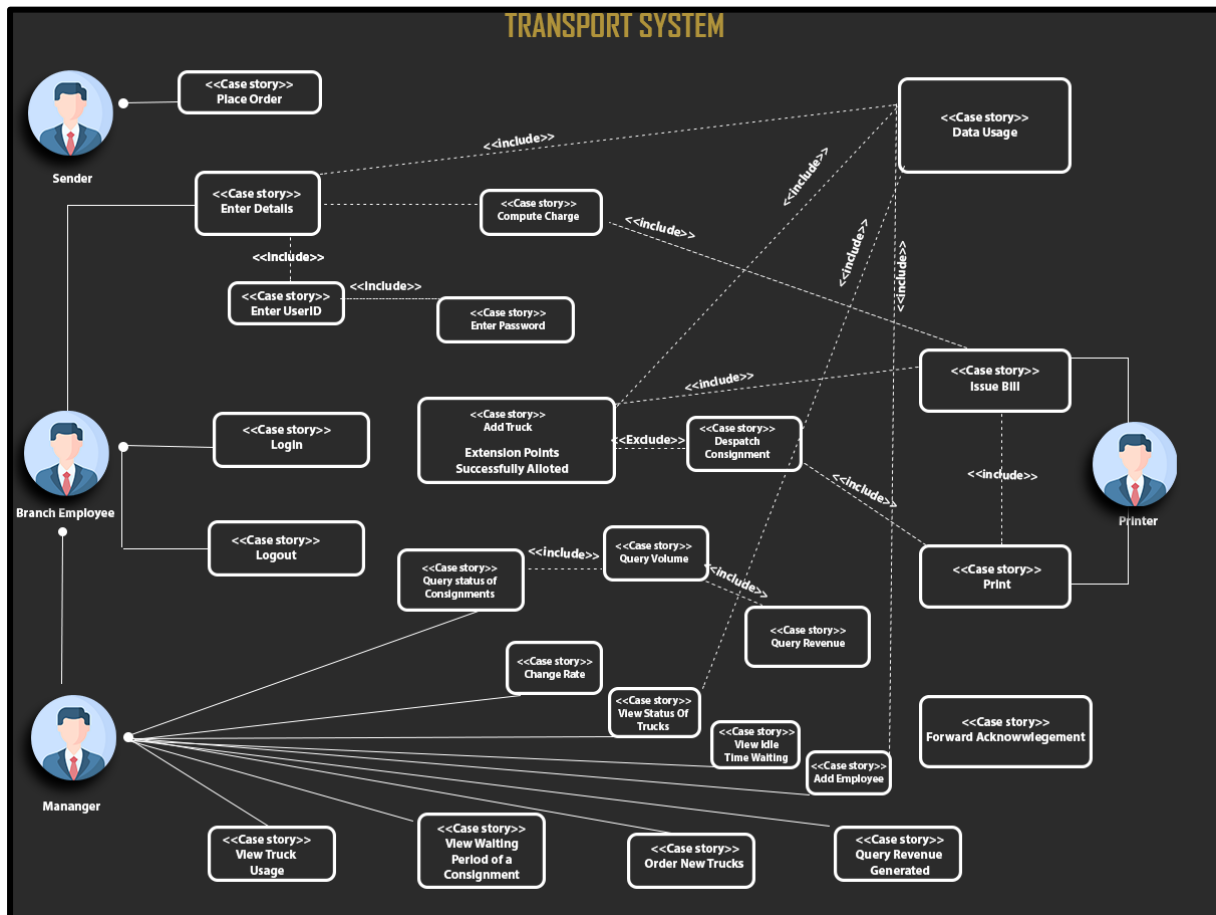 TRANSPORT SYSTEM
<<Case story>>
Place Order
Sender
<<Case story>>
Data Usage
<<include>>
<<include>>
<<Case story>>
Enter Details
<<Case story>>
Compute Charge
<<include>>
<<include>>
<<include>>
<<Include>>
<<Case story>>
Enter UserID
<<Include>>
<<Case story>>
Enter Password
<<include>>
<<Case story>>
Issue Bill
<<Case story>>
Add Truck
Extension Points
Successfully Alloted
<<Exclude>>
<<Case story>>
Despatch
Consignment
<<Case story>>
Login
Branch Employee
<<include>>
<<include>>
Printer
<<Case story>>
Logout
<<Case story>>
Query status of
Consignments
<<include>>
<<Case story>>
Query Volume
<<include>>
<<Case story>>
Print
<<Case story>>
Query Revenue
<<Case story>>
Change Rate
<<Case story>>
View Status Of
Trucks
<<Case story>>
View Idle
Time Waiting
<<Case story>>
Add Employee
<<Case story>>
Forward Acknowwlegement
Mananger
<<Case story>>
View Truck
Usage
<<Case story>>
View Waiting
Period of a
Consignment
<<Case story>>
Order New Trucks
<<Case story>>
Query Revenue
Generated